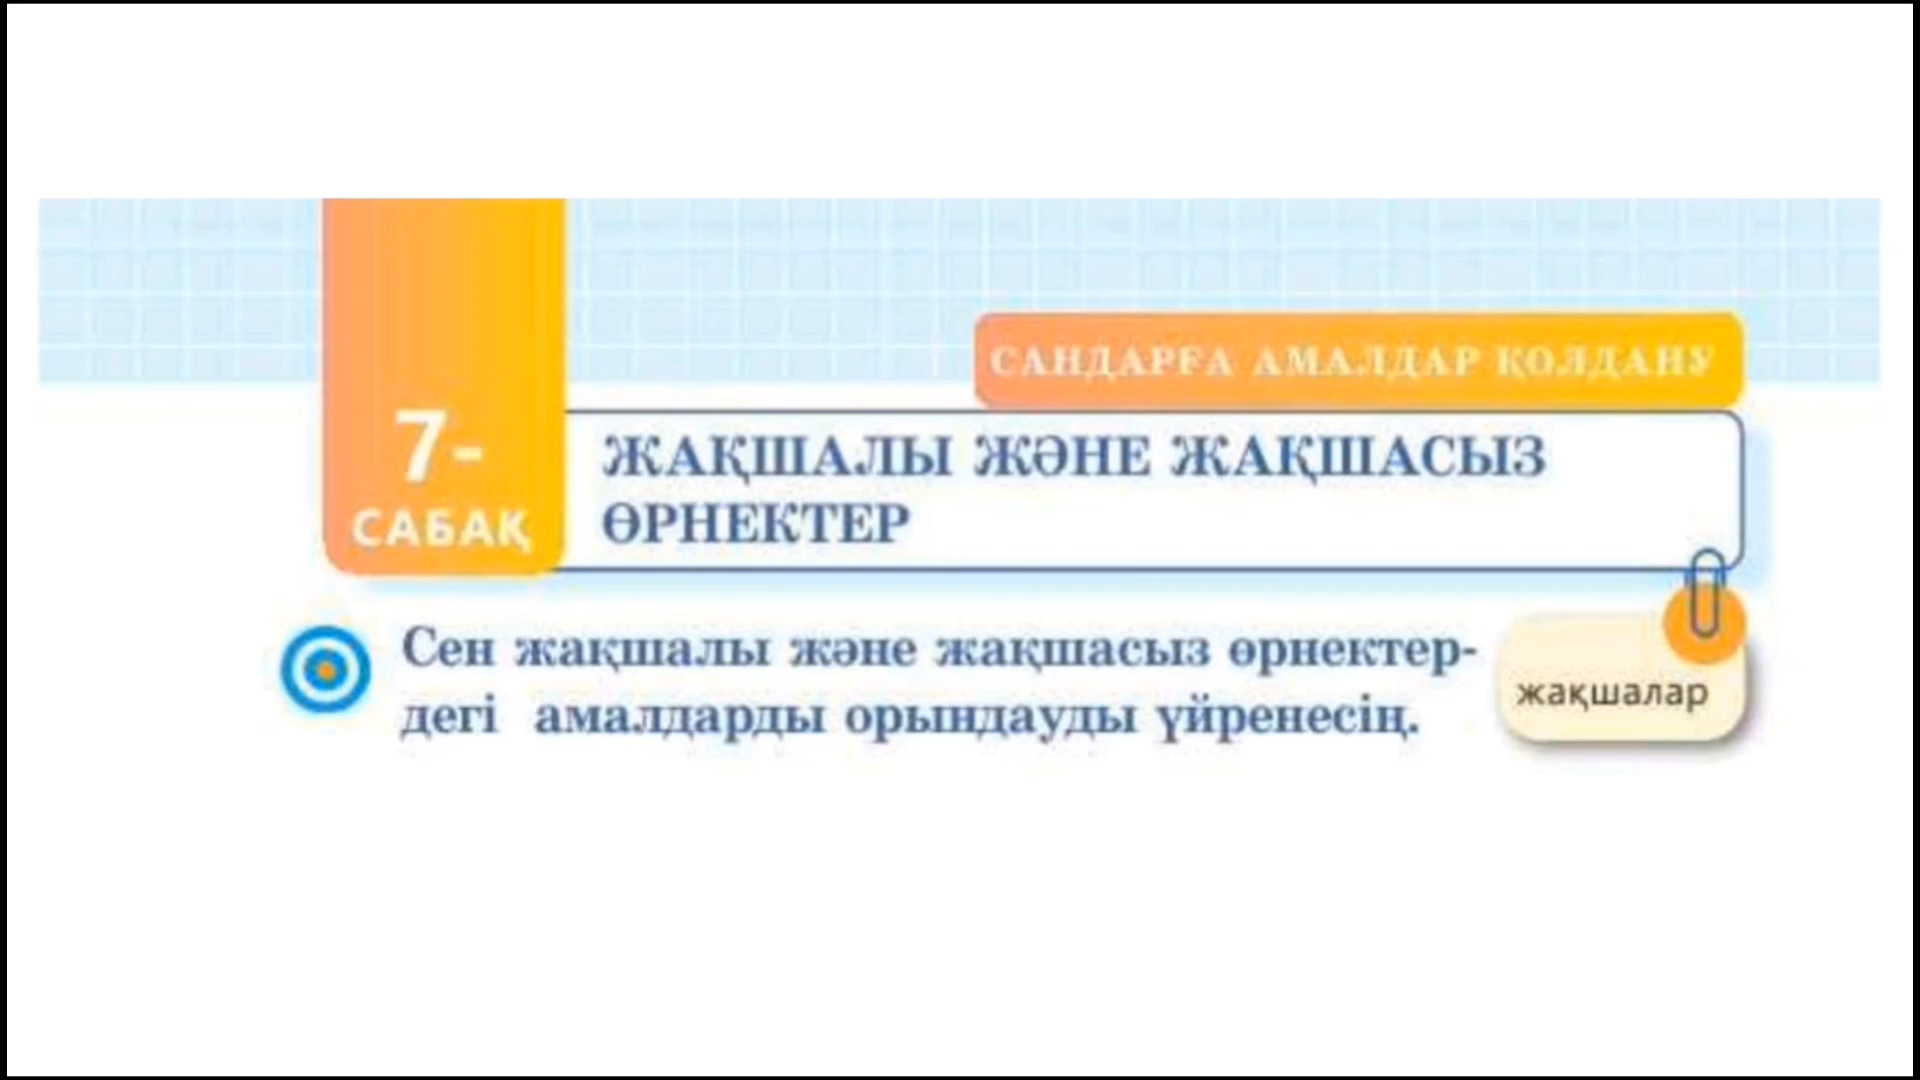 САНДАРҒА АМАЛДАР ҚОЛДАНУ
7-
САБАҚ
ЖАҚШАЛЫ ЖӘНЕ ЖАҚШАСЫЗ
ӨРНЕКТЕР
Сен жақшалы және жақшасыз өрнектер-
дегі амалдарды орындауды үйренесің.
жақшалар